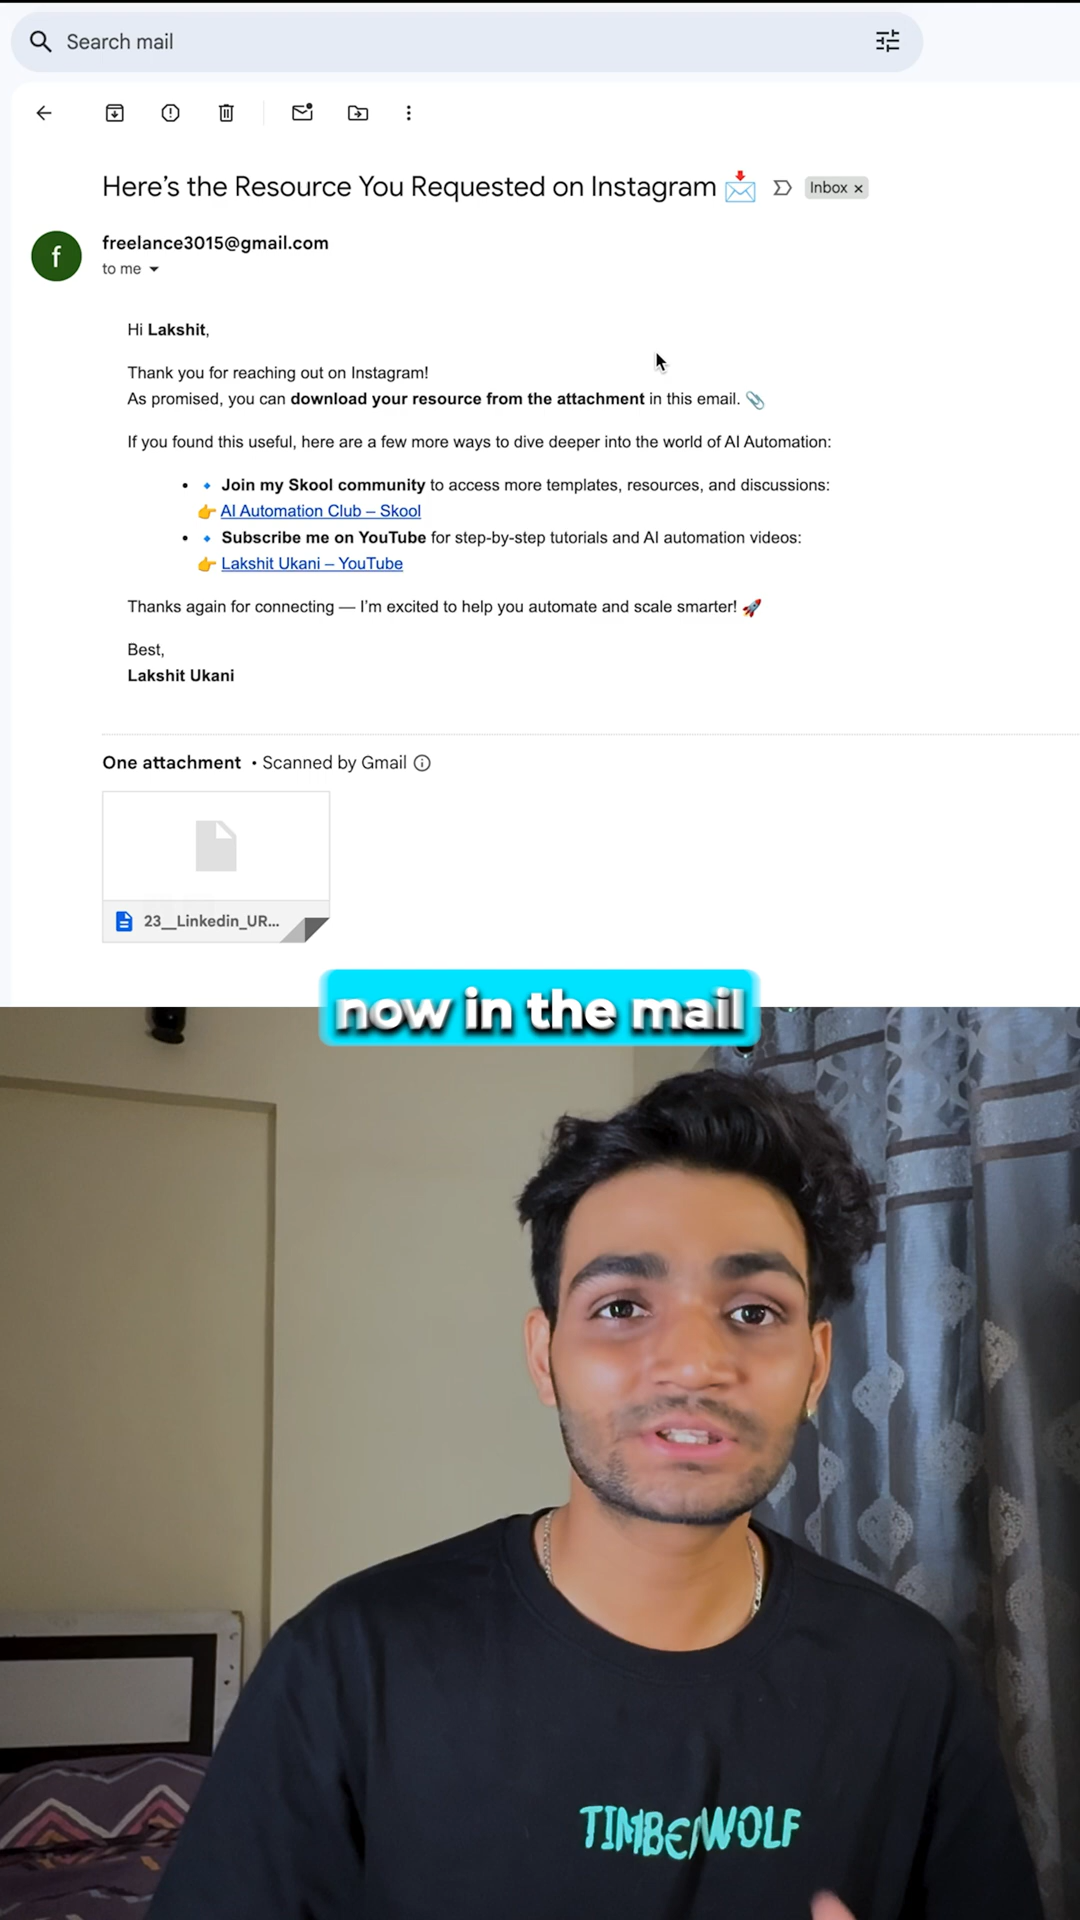 Search mail
Here’s the Resource You Requested on Instagram 📩
Inbox ×
f
freelance3015@gmail.com
to me
Hi Lakshit,
Thank you for reaching out on Instagram!
As promised, you can download your resource from the attachment in this email. 📎
If you found this useful, here are a few more ways to dive deeper into the world of AI Automation:
• 🔹 Join my Skool community to access more templates, resources, and discussions:
👉 AI Automation Club – Skool
• 🔹 Subscribe me on YouTube for step-by-step tutorials and AI automation videos:
👉 Lakshit Ukani – YouTube
Thanks again for connecting — I’m excited to help you automate and scale smarter! 🚀
Best,
Lakshit Ukani
One attachment • Scanned by Gmail
23__Linkedin_UR...
now in the mail
TIMBERWOLF